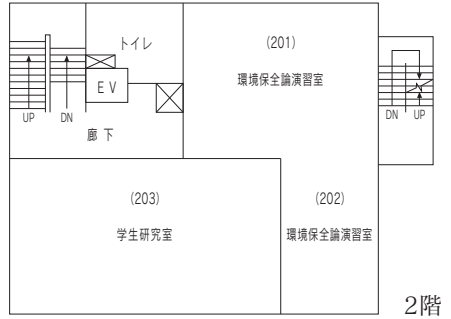 トイレ
(201)
環境保全論演習室
EV
UP
DN
DN
UP
廊下
(203)
学生研究室
(202)
環境保全論演習室
2階